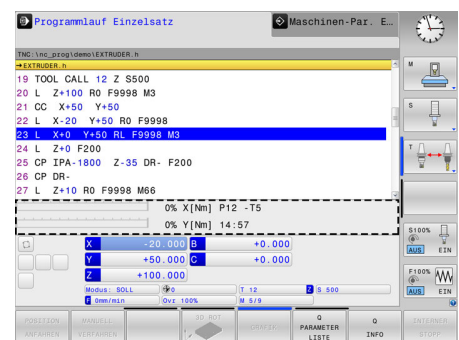 Programmlauf Einzelsatz
Maschinen-Par. E…
TNC:\nc_prog\demo\EXTRUDER.h
→EXTRUDER.h
19 TOOL CALL 12 Z S500
20 L Z+100 R0 F9998 M3
21 CC X+50 Y+50
22 L X-20 Y+50 R0 F9998
23 L X+0 Y+50 RL F9998 M3
24 L Z+0 F200
25 CP IPA-1800 Z-35 DR- F200
26 CP DR-
27 L Z+10 R0 F9998 M66
0% X[Nm] P12 -T5
0% Y[Nm] 14:57
X -20.000 B +0.000
Y +50.000 C +0.000
Z +100.000
Modus: SOLL 0 T 12 Z S 500
F 0mm/min Ovr 100% M 5/9
M
S
T
S100%
AUS EIN
F100%
AUS EIN
POSITION ANFAHREN
MANUELL VERFAHREN
3D ROT
GRAFIK
Q PARAMETER LISTE
Q INFO
INTERNER STOPP